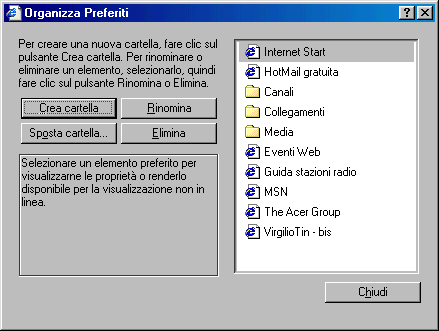 Organizza Preferiti
Per creare una nuova cartella, fare clic sul
pulsante Crea cartella. Per rinominare o
eliminare un elemento, selezionarlo, quindi
fare clic sul pulsante Rinomina o Elimina.
Crea cartella
Rinomina
Sposta cartella...
Elimina
Selezionare un elemento preferito per
visualizzarne le proprietà o renderlo
disponibile per la visualizzazione non in
linea.
Internet Start
HotMail gratuita
Canali
Collegamenti
Media
Eventi Web
Guida stazioni radio
MSN
The Acer Group
VirgilioTin - bis
Chiudi